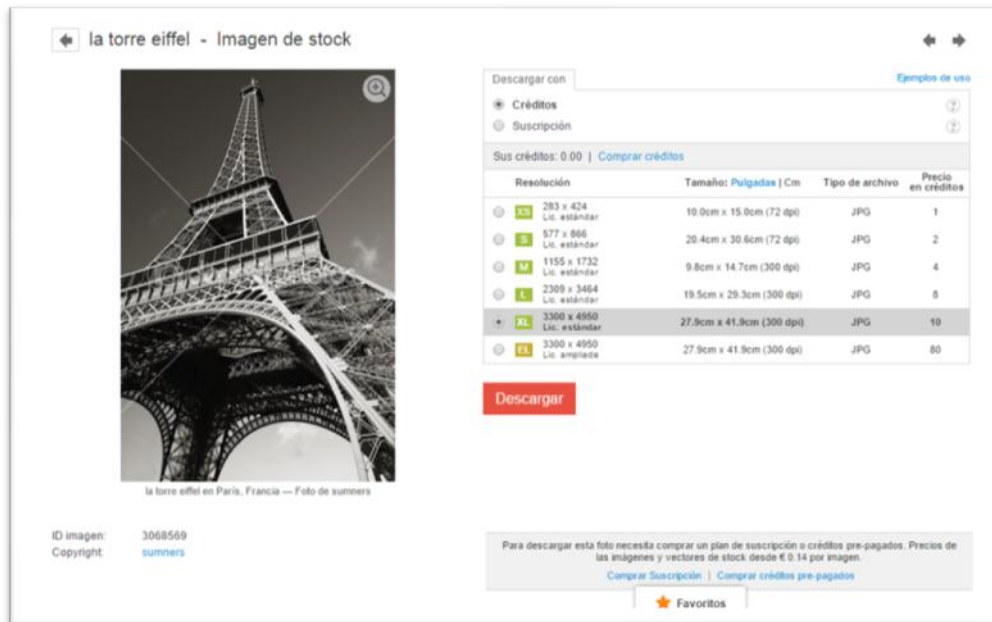 la torre eiffel - Imagen de stock
Descargar con
Ejemplos de uso
Créditos
?
Suscripción
?
Sus créditos: 0.00 | Comprar créditos
Resolución Tamaño: Pulgadas | Cm Tipo de archivo Precio en créditos
XS 283 x 424 Lic. estándar 10.0cm x 15.0cm (72 dpi) JPG 1
S 577 x 866 Lic. estándar 20.4cm x 30.6cm (72 dpi) JPG 2
M 1155 x 1732 Lic. estándar 9.8cm x 14.7cm (300 dpi) JPG 4
L 2309 x 3464 Lic. estándar 19.5cm x 29.3cm (300 dpi) JPG 8
XL 3300 x 4950 Lic. estándar 27.9cm x 41.9cm (300 dpi) JPG 10
EL 3300 x 4950 Lic. ampliada 27.9cm x 41.9cm (300 dpi) JPG 80
Descargar
la torre eiffel en París, Francia — Foto de sumners
ID imagen: 3068569
Copyright: sumners
Para descargar esta foto necesita comprar un plan de suscripción o créditos pre-pagados. Precios de
las imágenes y vectores de stock desde € 0.14 por imagen.
Comprar Suscripción | Comprar créditos pre-pagados
Favoritos